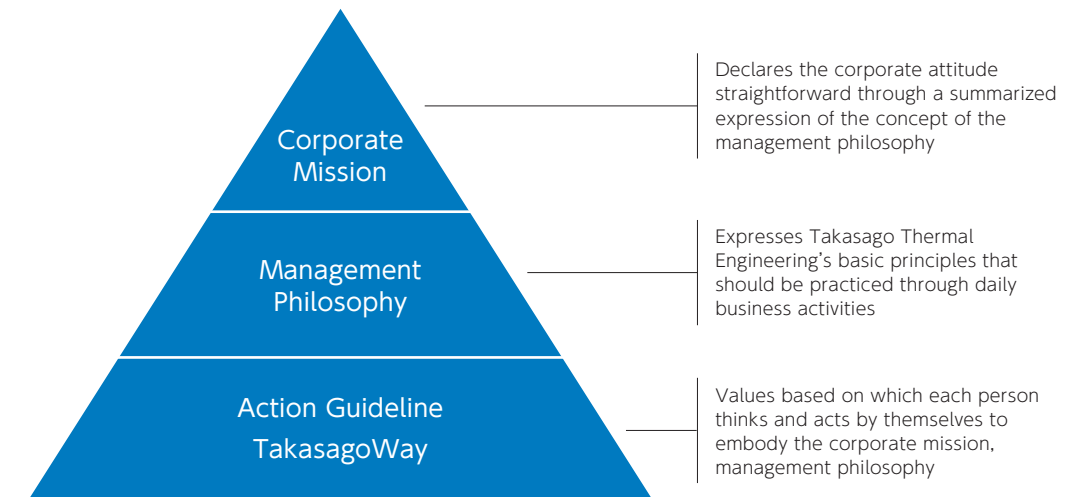 Corporate
Mission
Declares the corporate attitude
straightforward through a summarized
expression of the concept of the
management philosophy
Management
Philosophy
Expresses Takasago Thermal
Engineering’s basic principles that
should be practiced through daily
business activities
Action Guideline
TakasagoWay
Values based on which each person
thinks and acts by themselves to
embody the corporate mission,
management philosophy